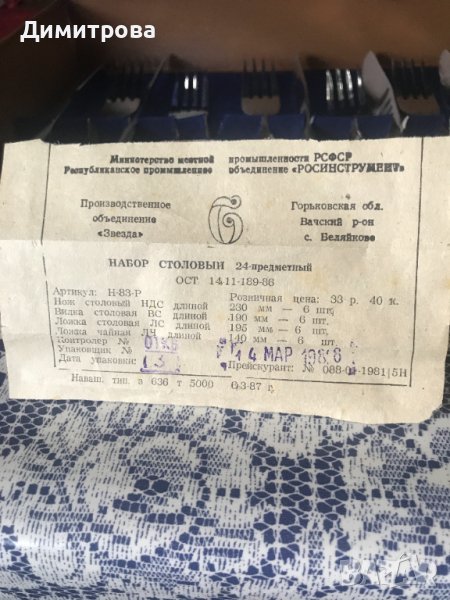 Димитрова
Министерство местной промышленности РСФСР
Республиканское промышленное объединение «РОСИНСТРУМЕНТ»
Производственное
объединение
«Звезда»
Горьковская обл.
Вачский р-он
с. Беляйково
НАБОР СТОЛОВЫЙ 24-предметный
ОСТ 1411-189-86
Артикул: Н-83-Р Розничная цена: 33 р. 40 к.
Нож столовый НДС длиной 230 мм — 6 шт,
Вилка столовая ВС длиной 190 мм — 6 шт,
Ложка столовая ЛС длиной 195 мм — 6 шт,
Ложка чайная ЛЧ длиной 140 мм — 6 шт.
Контролер №
Упаковщик № 14 МАР 1988
Дата упаковки: Прейскурант: № 088-01-1981|5Н
Наваш. тип. з 636 т 5000 03-87 г.